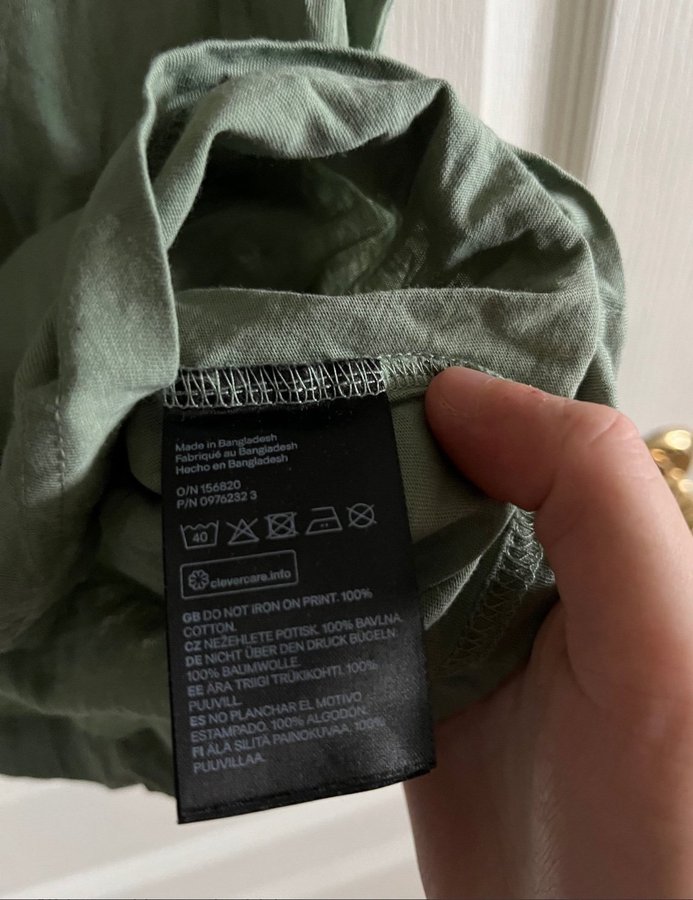 Made in Bangladesh
Fabriqué au Bangladesh
Hecho en Bangladesh
O/N 156820
P/N 0976232 3
40
clevercare.info
GB DO NOT IRON ON PRINT. 100%
COTTON.
CZ NEŽEHLETE POTISK. 100% BAVLNA.
DE NICHT ÜBER DEN DRUCK BÜGELN.
100% BAUMWOLLE.
EE ÄRA TRIIGI TRÜKIKOHTI. 100%
PUUVILL.
ES NO PLANCHAR EL MOTIVO
ESTAMPADO. 100% ALGODÓN.
FI ÄLÄ SILITÄ PAINOKUVAA. 100%
PUUVILLAA.